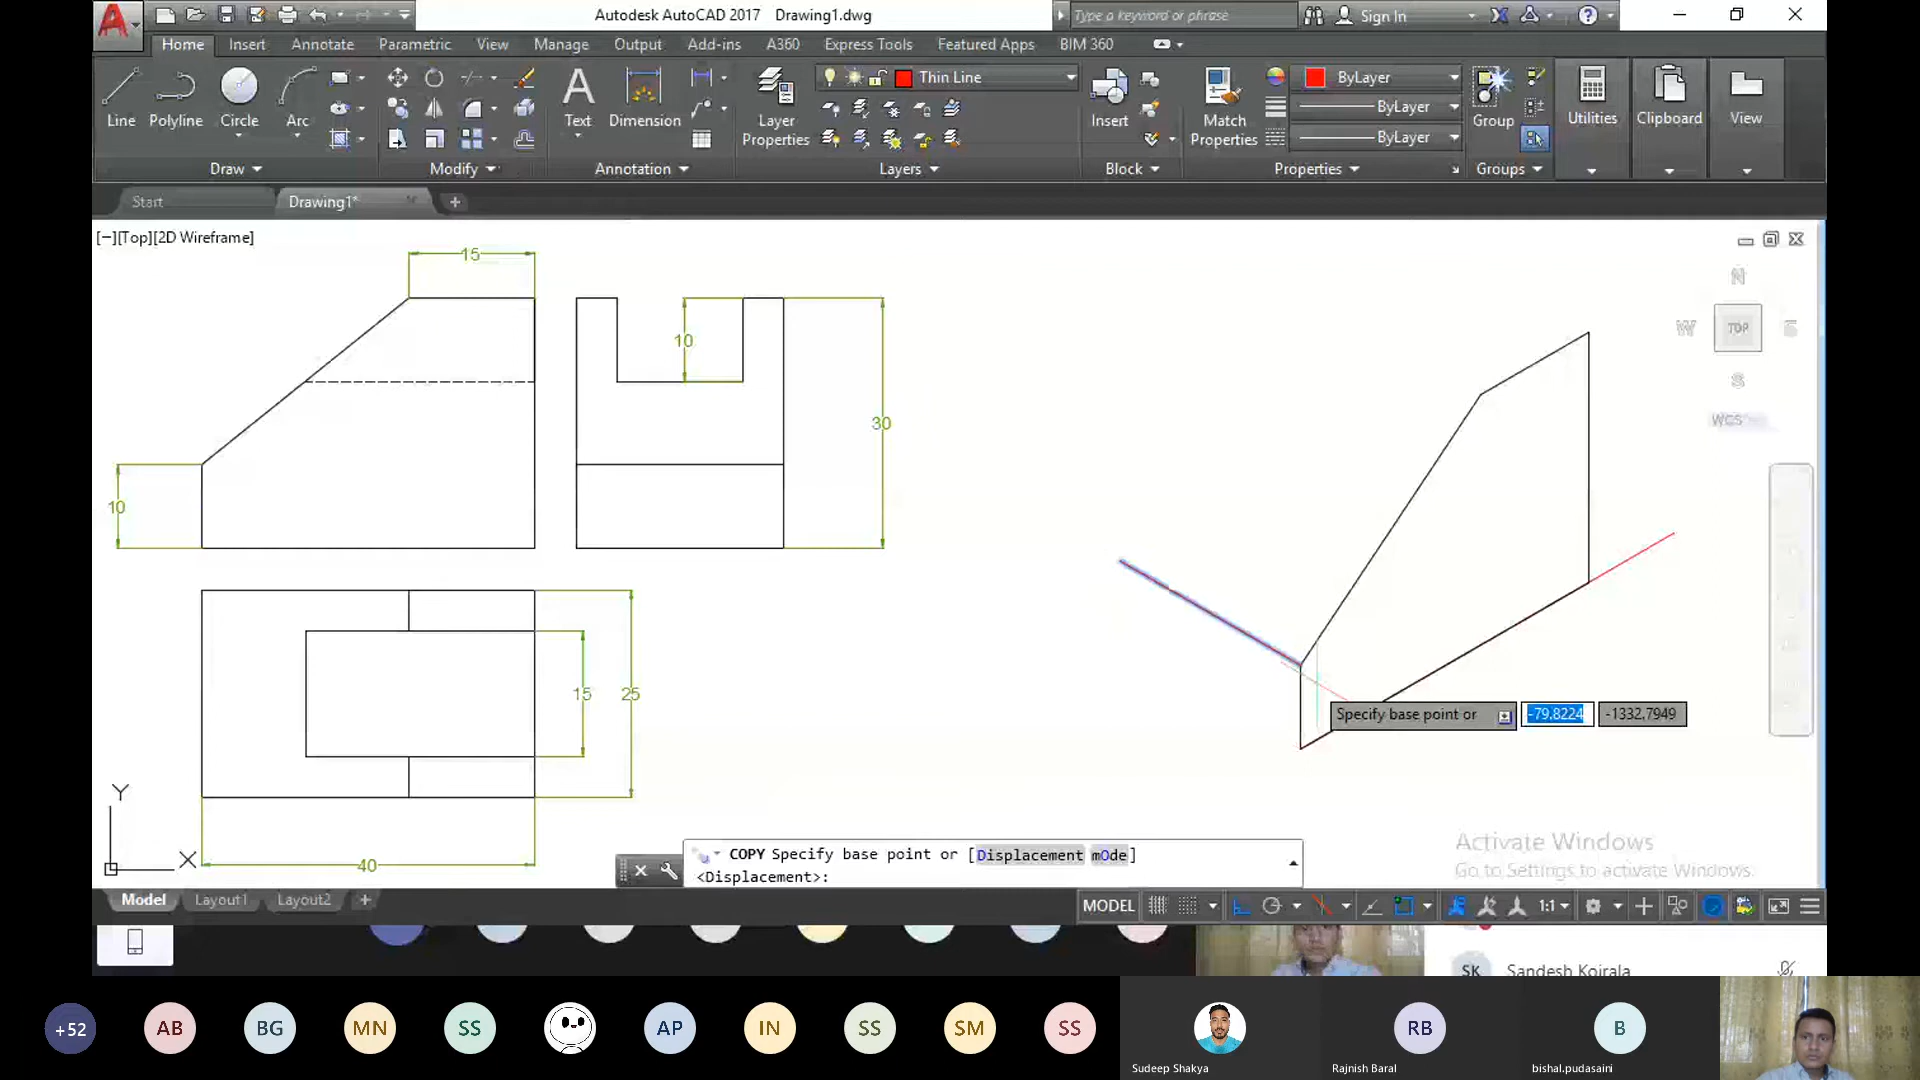 Autodesk AutoCAD 2017 Drawing1.dwg
Type a keyword or phrase
Sign In
Home Insert Annotate Parametric View Manage Output Add-ins A360 Express Tools Featured Apps BIM 360
Thin Line
ByLayer
ByLayer
ByLayer
Line Polyline Circle Arc
Text Dimension
Layer Properties
Insert
Match Properties
Group
Utilities Clipboard View
Draw Modify Annotation Layers Block Properties Groups
Start Drawing1*
[−][Top][2D Wireframe]
15
10
30
10
15
25
40
N
W TOP
S
WCS
Specify base point or -79.8224 -1332.7949
Y
X
COPY Specify base point or [Displacement mOde]
<Displacement>:
Activate Windows
Go to Settings to activate Windows.
Model Layout1 Layout2
MODEL 1:1
SK Sandesh Koirala
+52 AB BG MN SS AP IN SS SM SS RB B
Sudeep Shakya Rajnish Baral bishal.pudasaini